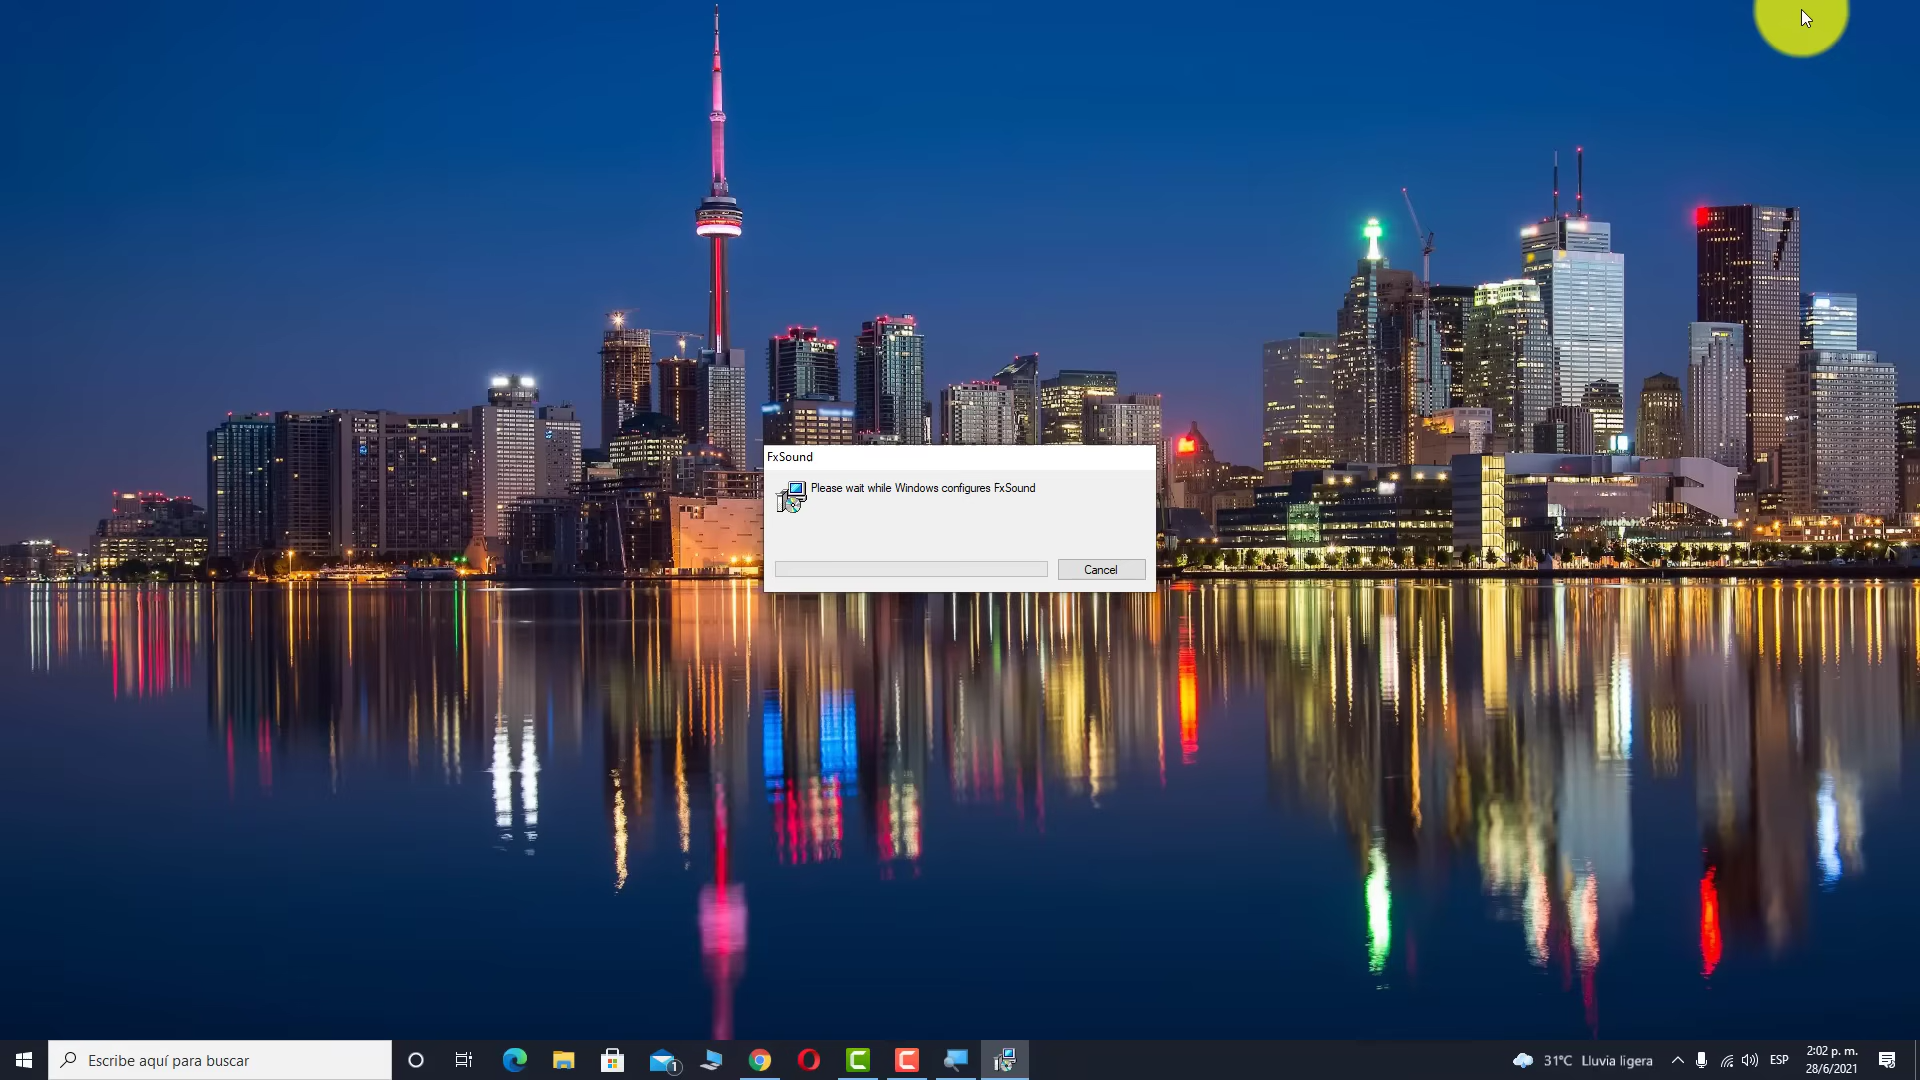 FxSound
Please wait while Windows configures FxSound
Cancel
Escribe aquí para buscar
1
31°C Lluvia ligera
ESP
2:02 p. m.
28/6/2021